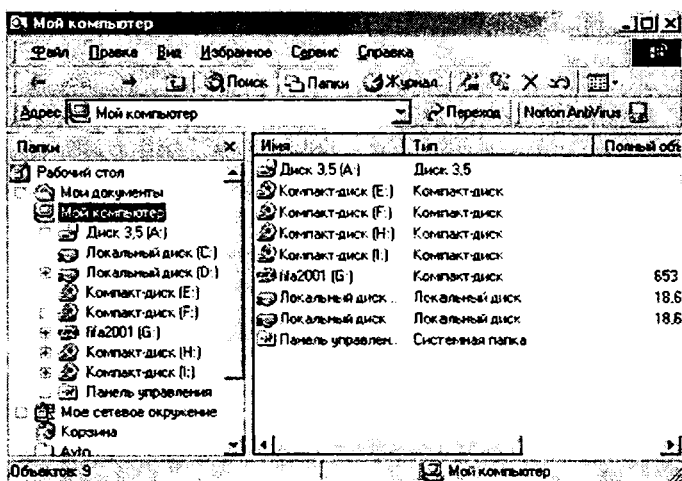 Мой компьютер
Файл Правка Вид Избранное Сервис Справка
Поиск Папки Журнал
Адрес Мой компьютер Переход Norton AntiVirus
Папки
Рабочий стол
Мои документы
Мой компьютер
Диск 3,5 (A:)
Локальный диск (C:)
Локальный диск (D:)
Компакт-диск (E:)
Компакт-диск (F:)
fifa2001 (G:)
Компакт-диск (H:)
Компакт-диск (I:)
Панель управления
Мое сетевое окружение
Корзина
Avto
Имя Тип Полный объ
Диск 3,5 (A:) Диск 3,5
Компакт-диск (E:) Компакт-диск
Компакт-диск (F:) Компакт-диск
Компакт-диск (H:) Компакт-диск
Компакт-диск (I:) Компакт-диск
fifa2001 (G:) Компакт-диск 653
Локальный диск .. Локальный диск 18,6
Локальный диск Локальный диск 18,6
Панель управлен.. Системная папка
Объектов: 9 Мой компьютер